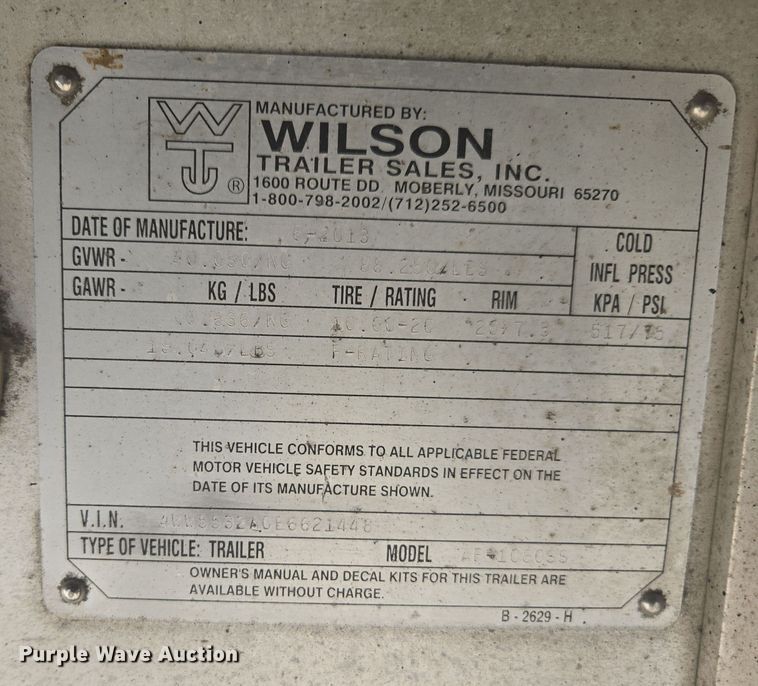 WT®
MANUFACTURED BY:
WILSON
TRAILER SALES, INC.
1600 ROUTE DD MOBERLY, MISSOURI 65270
1-800-798-2002/(712)252-6500
DATE OF MANUFACTURE:
COLD
INFL PRESS
KPA / PSI
GVWR -
GAWR - KG / LBS TIRE / RATING RIM
517/75
THIS VEHICLE CONFORMS TO ALL APPLICABLE FEDERAL
MOTOR VEHICLE SAFETY STANDARDS IN EFFECT ON THE
DATE OF ITS MANUFACTURE SHOWN.
V.I.N.
TYPE OF VEHICLE: TRAILER MODEL
OWNER'S MANUAL AND DECAL KITS FOR THIS TRAILER ARE
AVAILABLE WITHOUT CHARGE.
B - 2629 - H
Purple Wave Auction